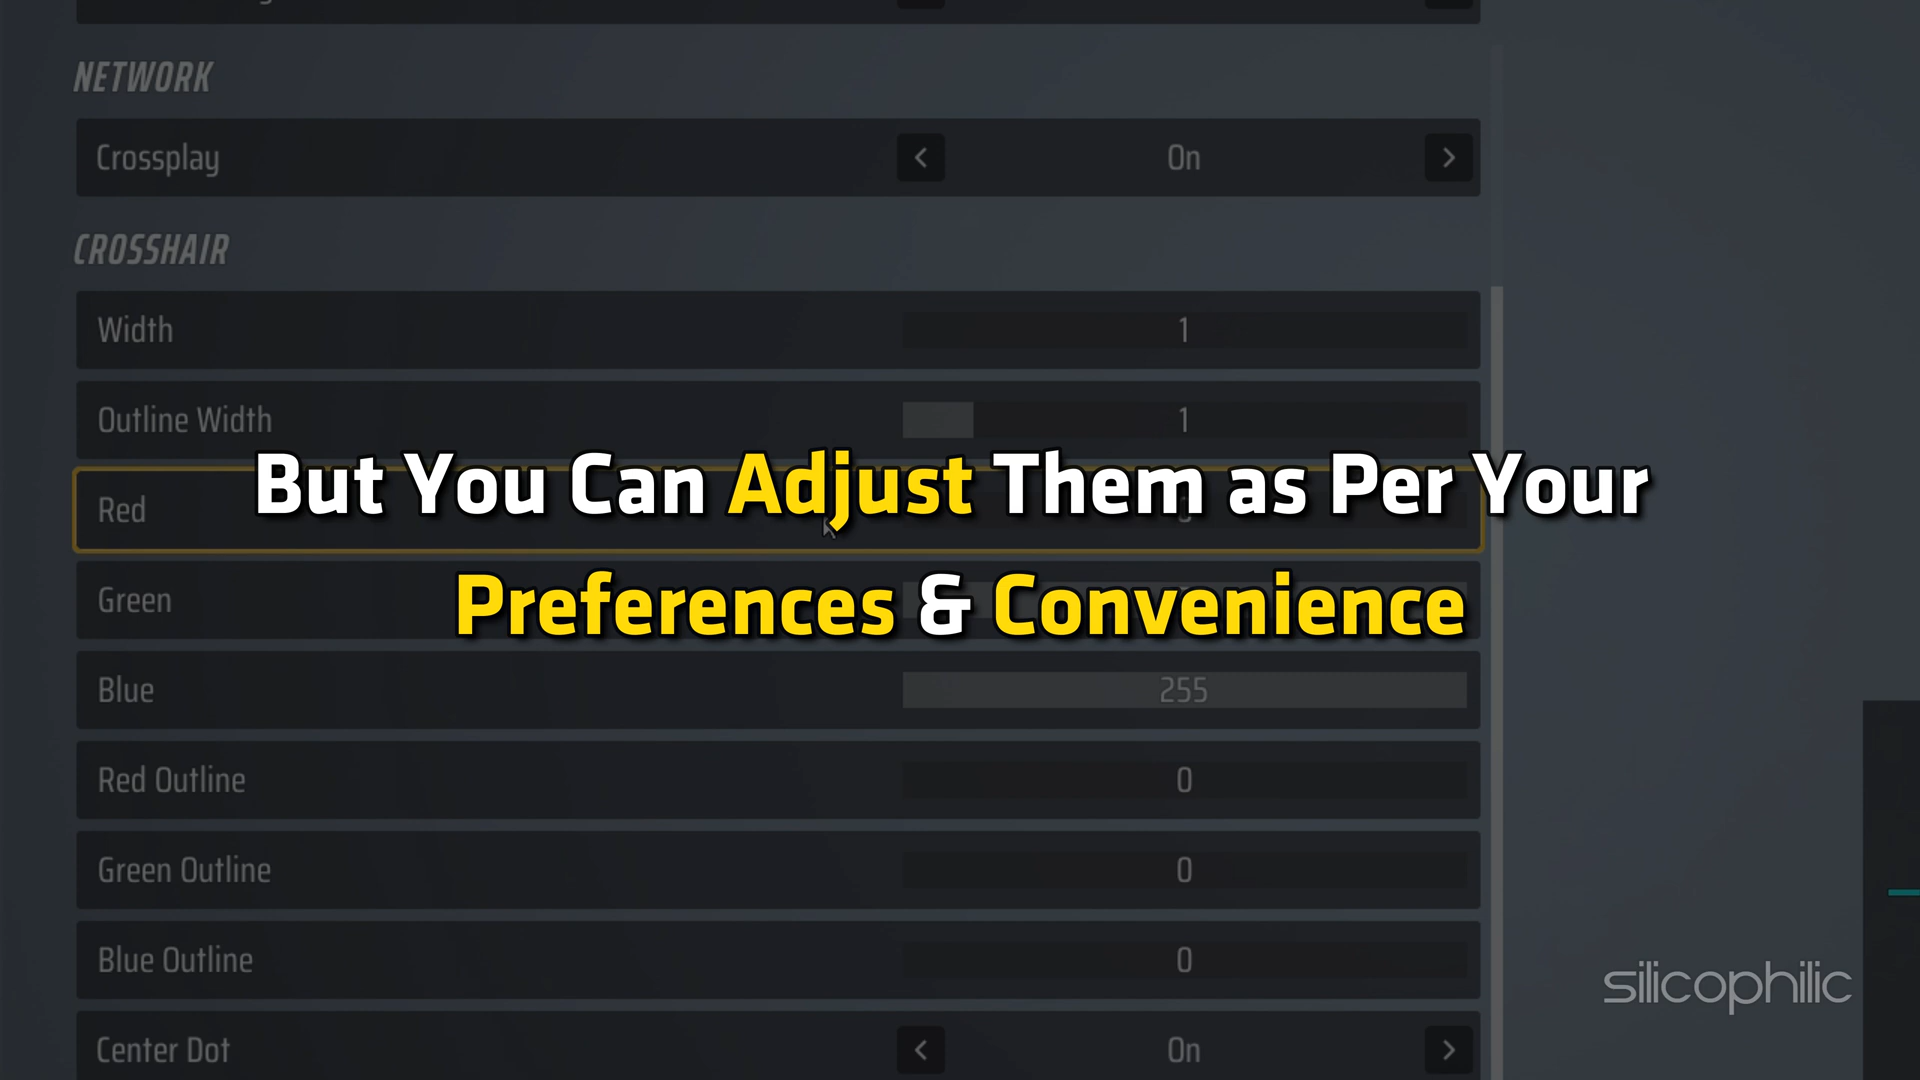 NETWORK
Crossplay
On
CROSSHAIR
Width
1
Outline Width
1
But You Can Adjust Them as Per Your
Red
Preferences & Convenience
Green
Blue
255
Red Outline
0
Green Outline
0
Blue Outline
0
silicophilic
Center Dot
On